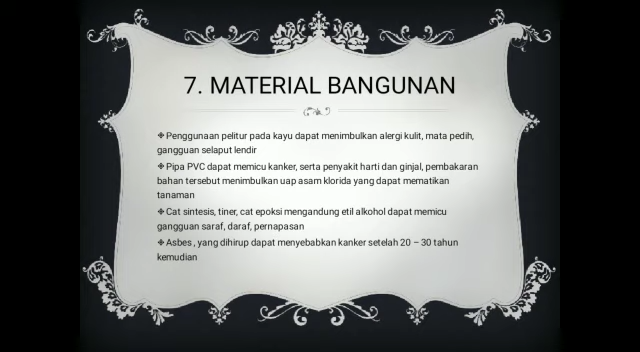 7. MATERIAL BANGUNAN
Penggunaan pelitur pada kayu dapat menimbulkan alergi kulit, mata pedih,
gangguan selaput lendir
Pipa PVC dapat memicu kanker, serta penyakit harti dan ginjal, pembakaran
bahan tersebut menimbulkan uap asam klorida yang dapat mematikan
tanaman
Cat sintesis, tiner, cat epoksi mengandung etil alkohol dapat memicu
gangguan saraf, daraf, pernapasan
Asbes , yang dihirup dapat menyebabkan kanker setelah 20 – 30 tahun
kemudian